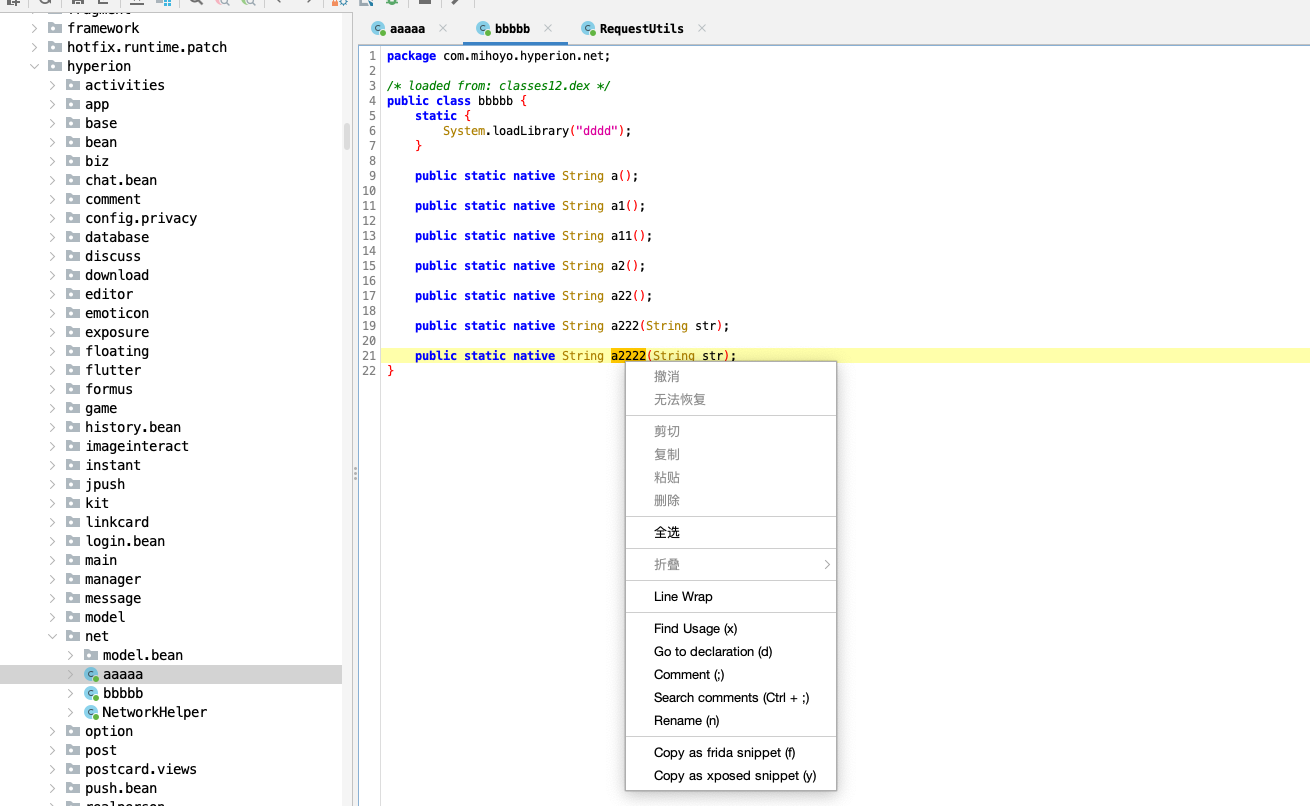 framework
hotfix.runtime.patch
hyperion
activities
app
base
bean
biz
chat.bean
comment
config.privacy
database
discuss
download
editor
emoticon
exposure
floating
flutter
formus
game
history.bean
imageinteract
instant
jpush
kit
linkcard
login.bean
main
manager
message
model
net
model.bean
aaaaa
bbbbb
NetworkHelper
option
post
postcard.views
push.bean
aaaaa
bbbbb
RequestUtils
1 package com.mihoyo.hyperion.net;
2
3 /* loaded from: classes12.dex */
4 public class bbbbb {
5 static {
6 System.loadLibrary("dddd");
7 }
8
9 public static native String a();
10
11 public static native String a1();
12
13 public static native String a11();
14
15 public static native String a2();
16
17 public static native String a22();
18
19 public static native String a222(String str);
20
21 public static native String a2222(String str);
22 }
撤消
无法恢复
剪切
复制
粘贴
删除
全选
折叠
Line Wrap
Find Usage (x)
Go to declaration (d)
Comment (;)
Search comments (Ctrl + ;)
Rename (n)
Copy as frida snippet (f)
Copy as xposed snippet (y)